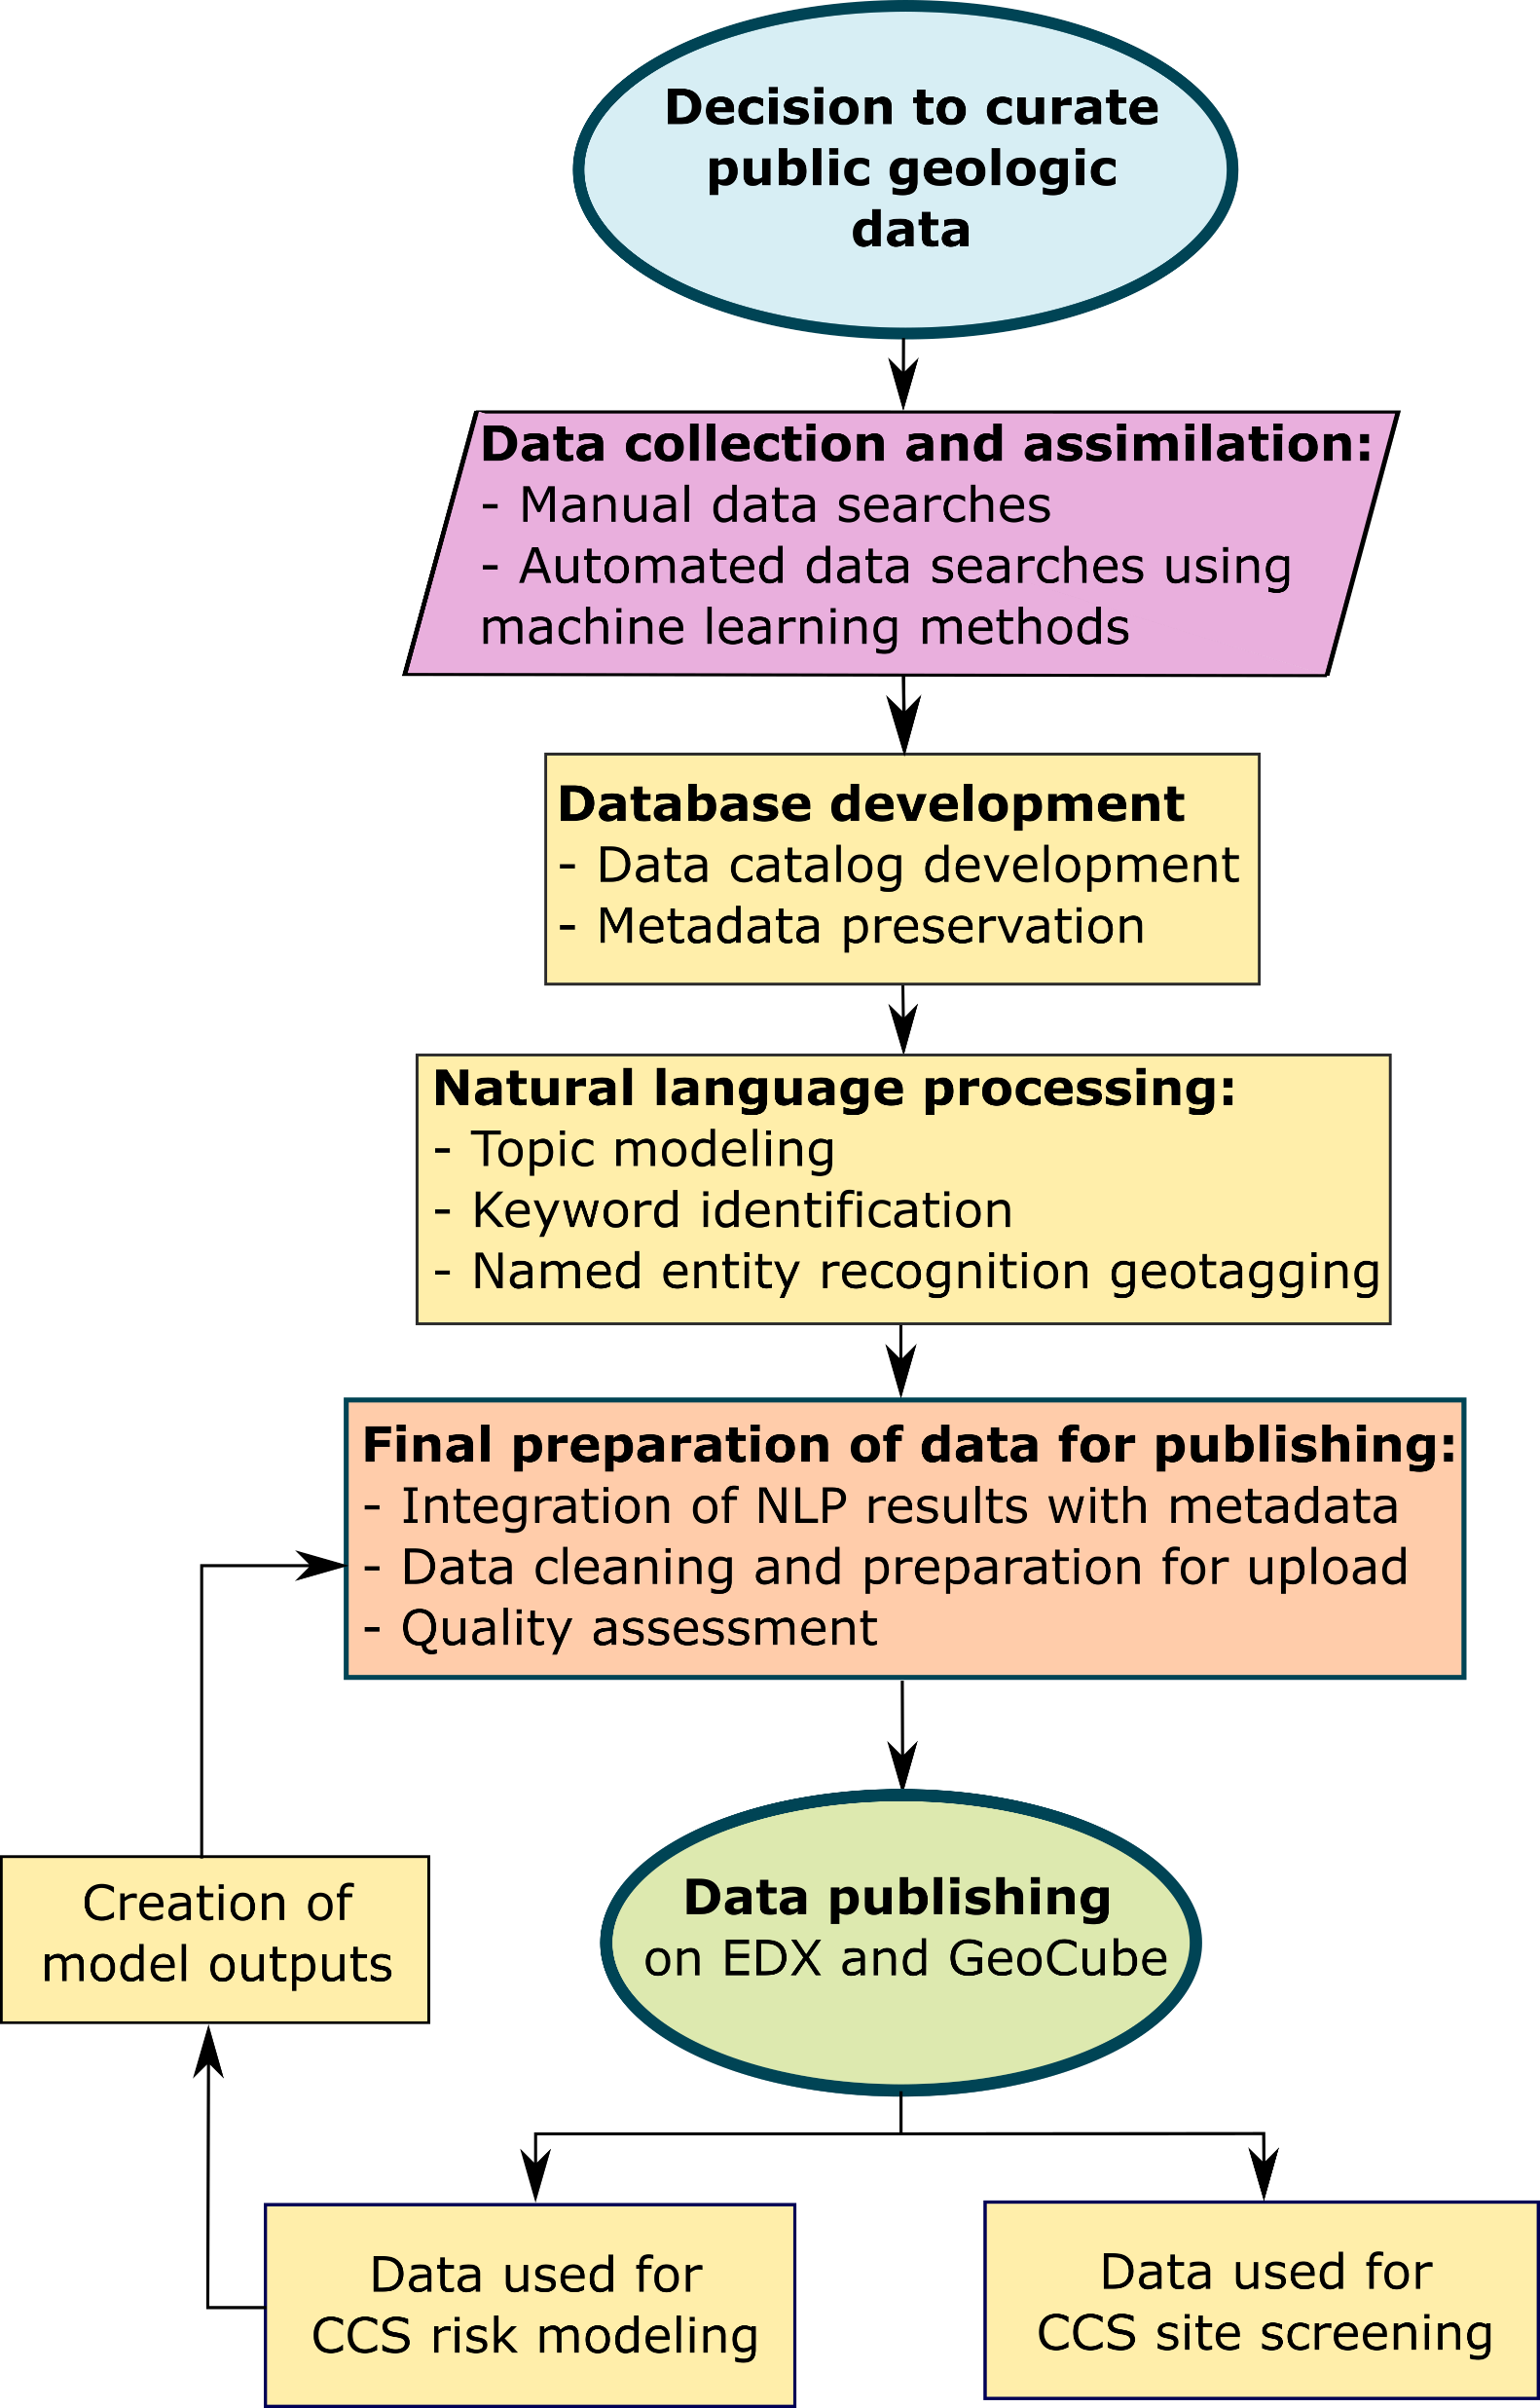 Decision to curate
public geologic
data
Data collection and assimilation:
- Manual data searches
- Automated data searches using
machine learning methods
Database development
- Data catalog development
- Metadata preservation
Natural language processing:
- Topic modeling
- Keyword identification
- Named entity recognition geotagging
Final preparation of data for publishing:
- Integration of NLP results with metadata
- Data cleaning and preparation for upload
- Quality assessment
Creation of
model outputs
Data publishing
on EDX and GeoCube
Data used for
CCS risk modeling
Data used for
CCS site screening